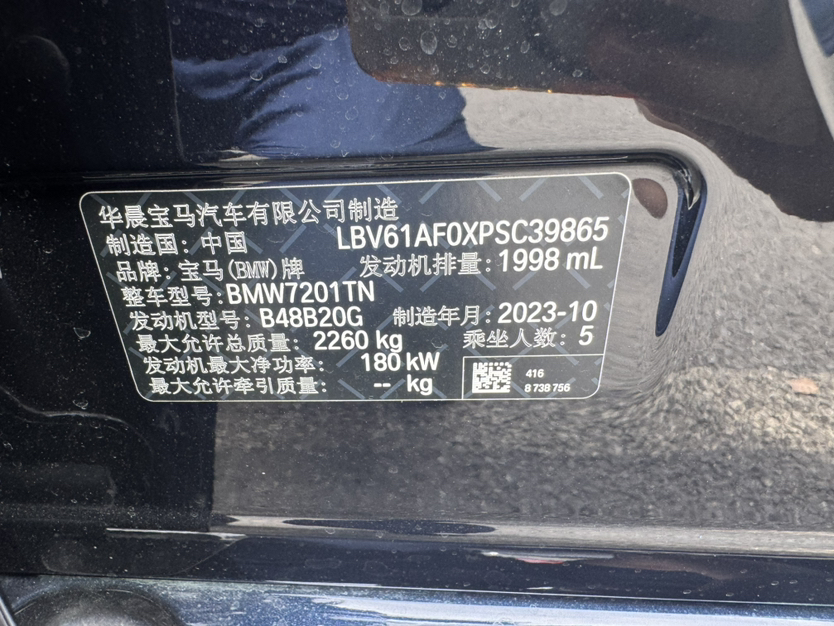 华晨宝马汽车有限公司制造
制造国：中国 LBV61AF0XPSC39865
品牌：宝马(BMW)牌 发动机排量：1998 mL
整车型号：BMW7201TN
发动机型号：B48B20G 制造年月：2023-10
最大允许总质量：2260 kg 乘坐人数：5
发动机最大净功率：180 kW
最大允许牵引质量：-- kg
416
8 738 756